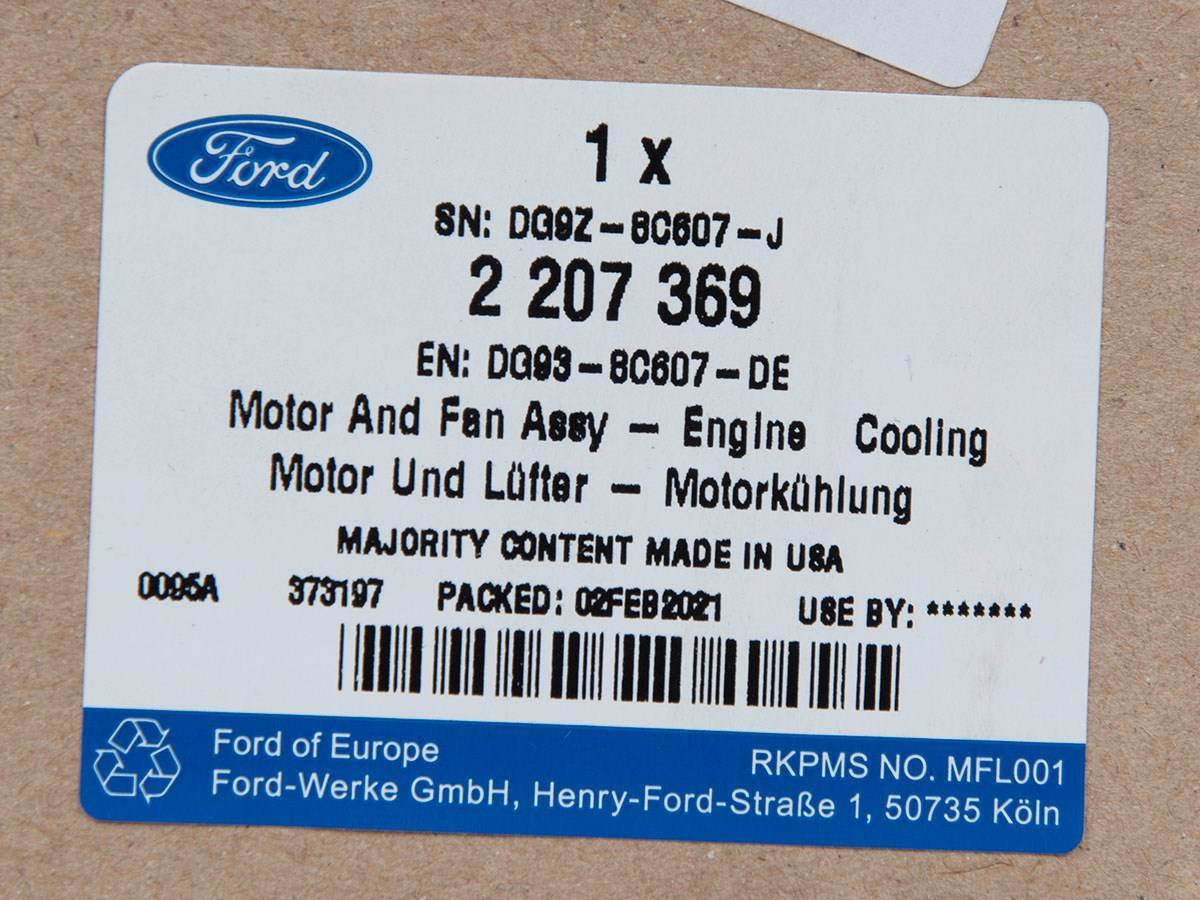 Ford
1 x
SN: DG9Z-8C607-J
2 207 369
EN: DG93-8C607-DE
Motor And Fan Assy - Engine Cooling
Motor Und Lüfter - Motorkühlung
MAJORITY CONTENT MADE IN USA
0095A 373197 PACKED: 02FEB2021 USE BY: *******
Ford of Europe RKPMS NO. MFL001
Ford-Werke GmbH, Henry-Ford-Straße 1, 50735 Köln